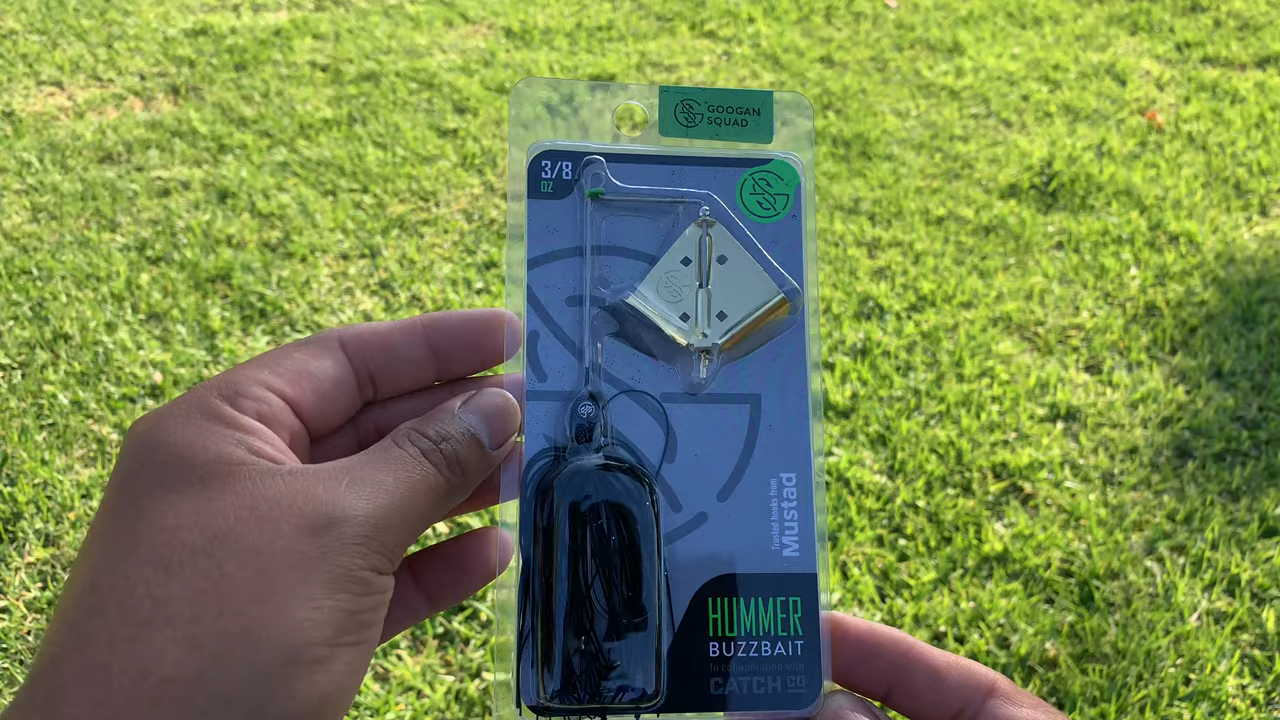 GOOGAN
SQUAD
3/8
OZ
Trusted hooks from
Mustad
HUMMER
BUZZBAIT
In collaboration with
CATCH CO